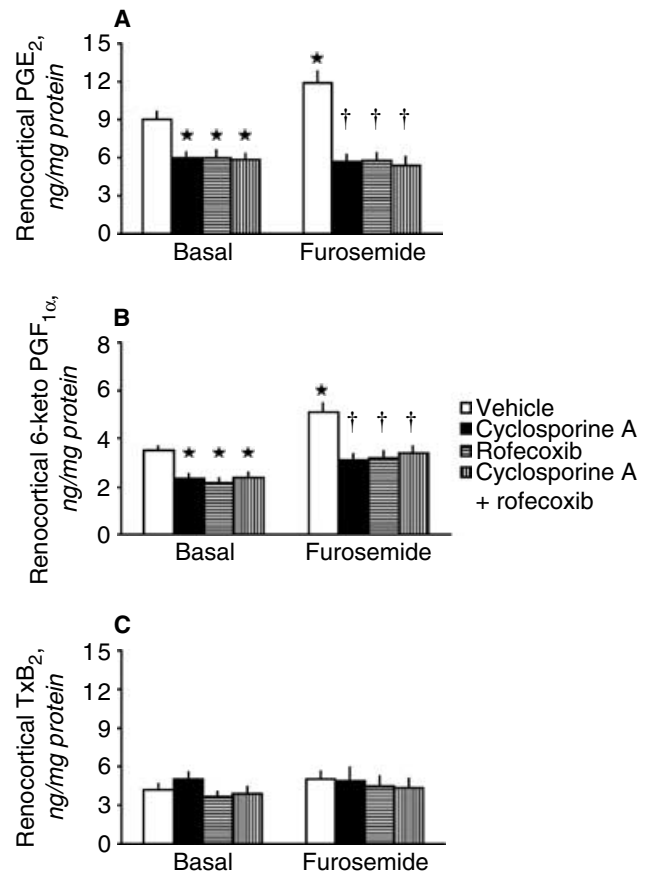 A
Renocortical PGE2,
ng/mg protein
15
12
9
6
3
0
★
★ ★ ★
† † †
Basal Furosemide
B
Renocortical 6-keto PGF1α,
ng/mg protein
8
6
4
2
0
★
★ ★ ★
† † †
Basal Furosemide
Vehicle
Cyclosporine A
Rofecoxib
Cyclosporine A
+ rofecoxib
C
Renocortical TxB2,
ng/mg protein
15
12
9
6
3
0
Basal Furosemide